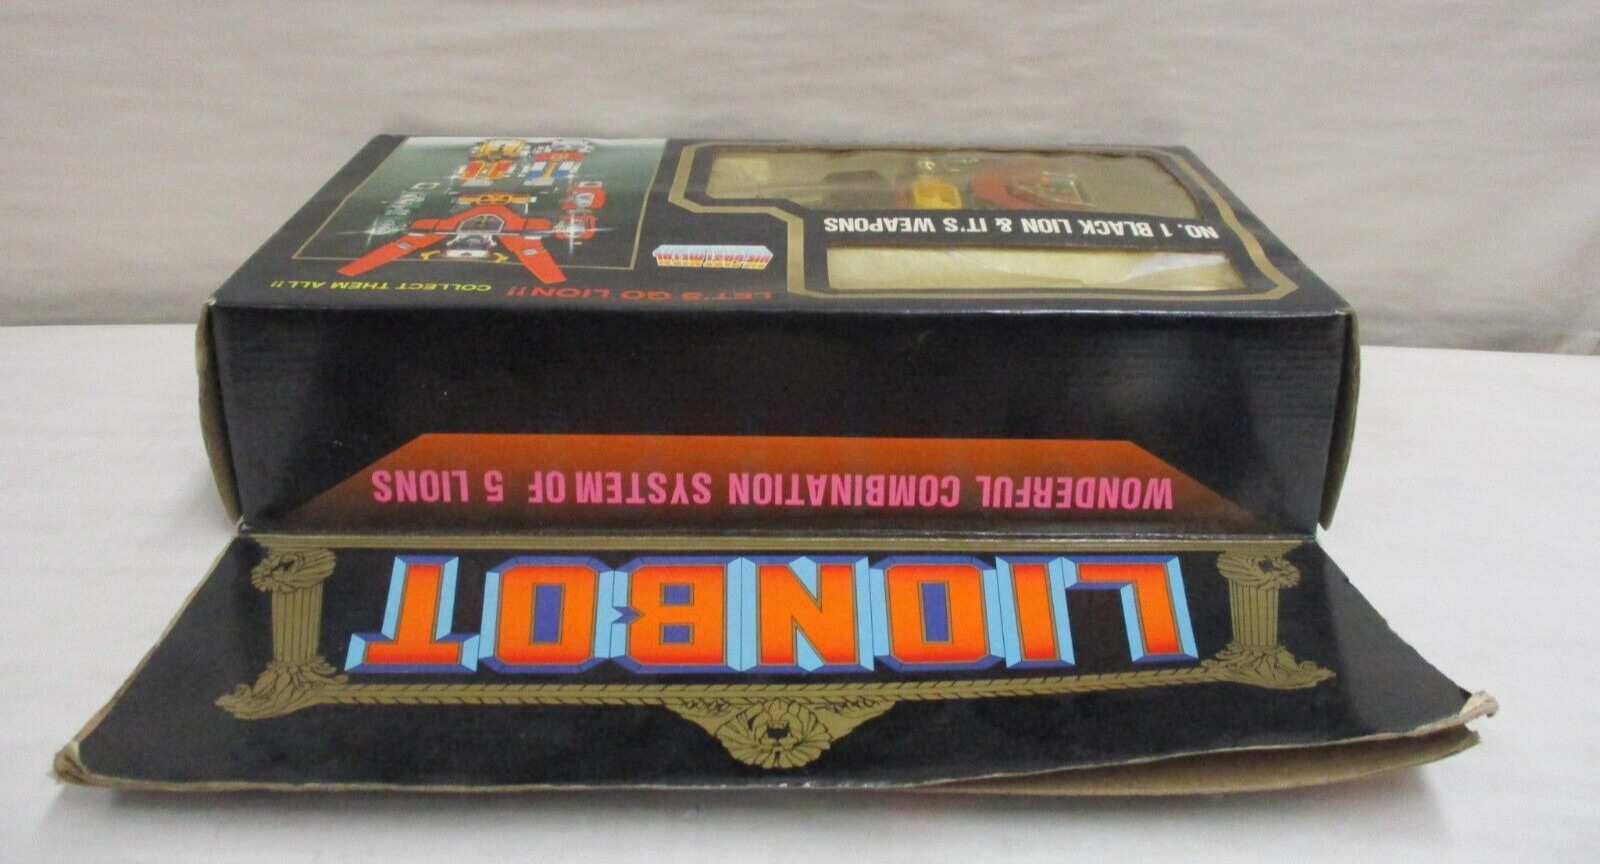 LIONBOT
WONDERFUL COMBINATION SYSTEM OF 5 LIONS
LET'S GO LION!!
COLLECT THEM ALL!!
NO. 1 BLACK LION & IT'S WEAPONS